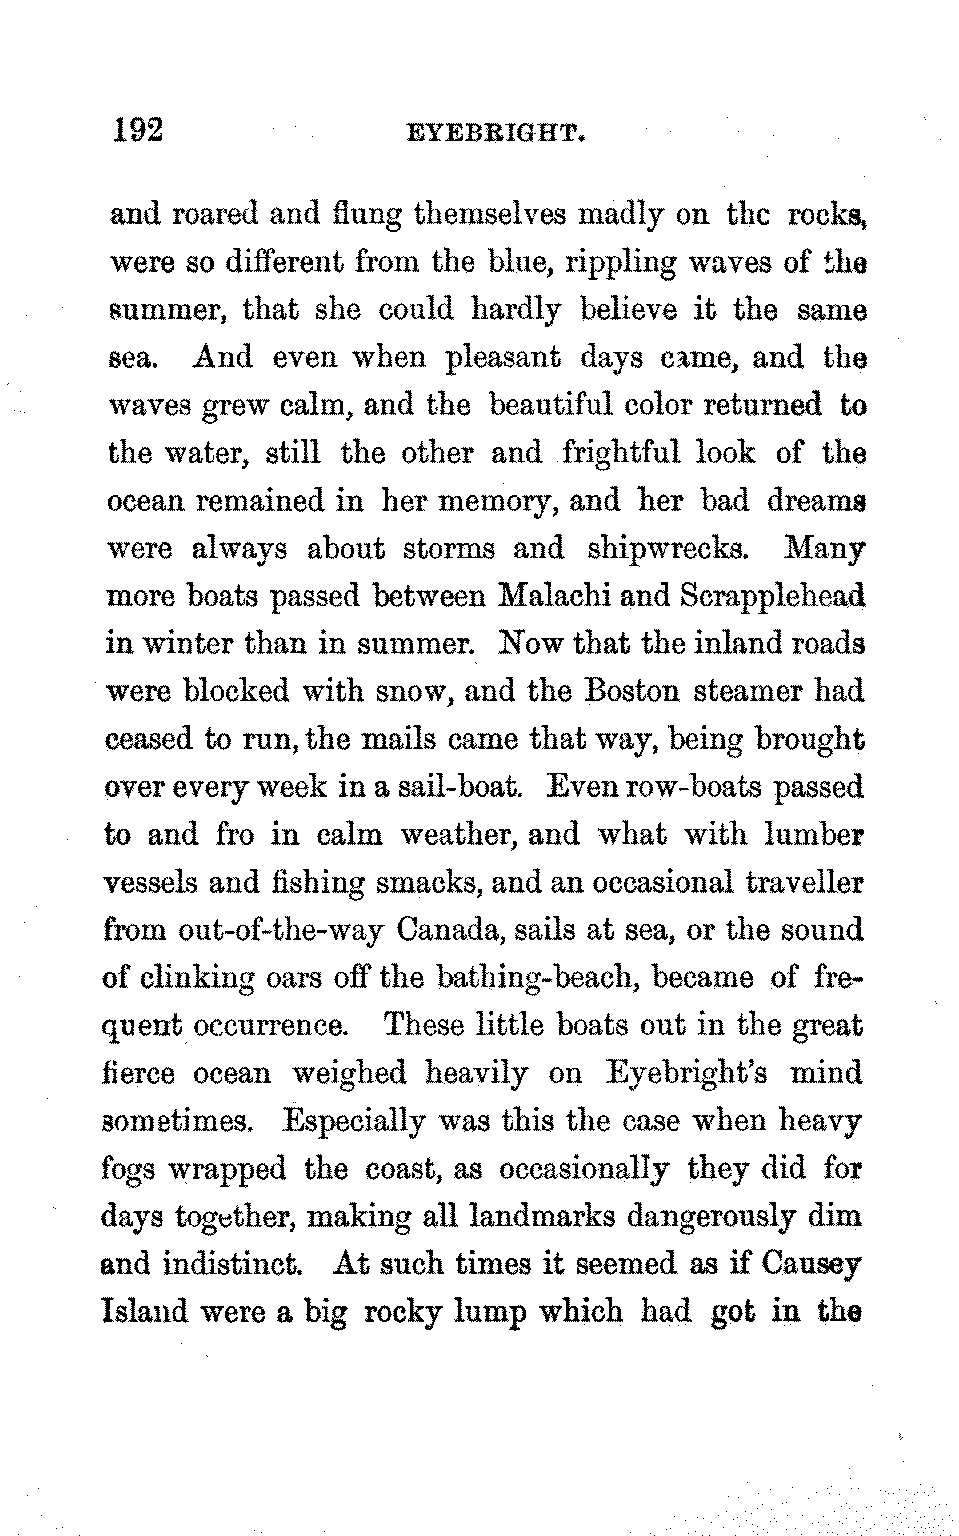 192 EYEBRIGHT.
and roared and flung themselves madly on the rocks,
were so different from the blue, rippling waves of the
summer, that she could hardly believe it the same
sea. And even when pleasant days came, and the
waves grew calm, and the beautiful color returned to
the water, still the other and frightful look of the
ocean remained in her memory, and her bad dreams
were always about storms and shipwrecks. Many
more boats passed between Malachi and Scrapplehead
in winter than in summer. Now that the inland roads
were blocked with snow, and the Boston steamer had
ceased to run, the mails came that way, being brought
over every week in a sail-boat. Even row-boats passed
to and fro in calm weather, and what with lumber
vessels and fishing smacks, and an occasional traveller
from out-of-the-way Canada, sails at sea, or the sound
of clinking oars off the bathing-beach, became of fre-
quent occurrence. These little boats out in the great
fierce ocean weighed heavily on Eyebright's mind
sometimes. Especially was this the case when heavy
fogs wrapped the coast, as occasionally they did for
days together, making all landmarks dangerously dim
and indistinct. At such times it seemed as if Causey
Island were a big rocky lump which had got in the